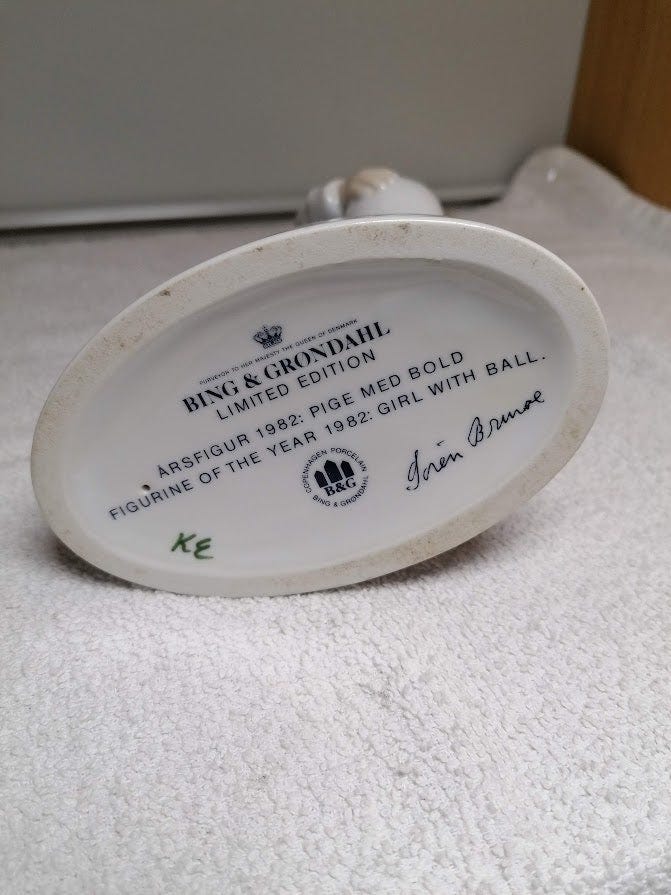 PURVEYOR TO HER MAJESTY THE QUEEN OF DENMARK
BING & GRONDAHL
LIMITED EDITION
ÅRSFIGUR 1982: PIGE MED BOLD
FIGURINE OF THE YEAR 1982: GIRL WITH BALL.
COPENHAGEN PORCELAIN
B&G
BING & GRONDAHL
KE